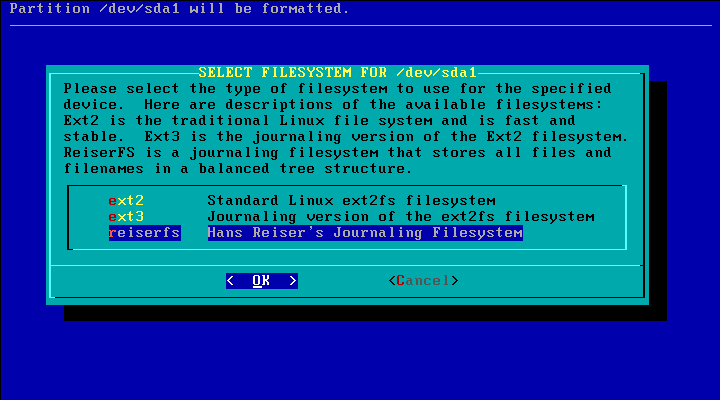 Partition /dev/sda1 will be formatted.
SELECT FILESYSTEM FOR /dev/sda1
Please select the type of filesystem to use for the specified
device.  Here are descriptions of the available filesystems:
Ext2 is the traditional Linux file system and is fast and
stable.  Ext3 is the journaling version of the Ext2 filesystem.
ReiserFS is a journaling filesystem that stores all files and
filenames in a balanced tree structure.
ext2 Standard Linux ext2fs filesystem
ext3 Journaling version of the ext2fs filesystem
reiserfs Hans Reiser's Journaling Filesystem
<  OK  > <Cancel>